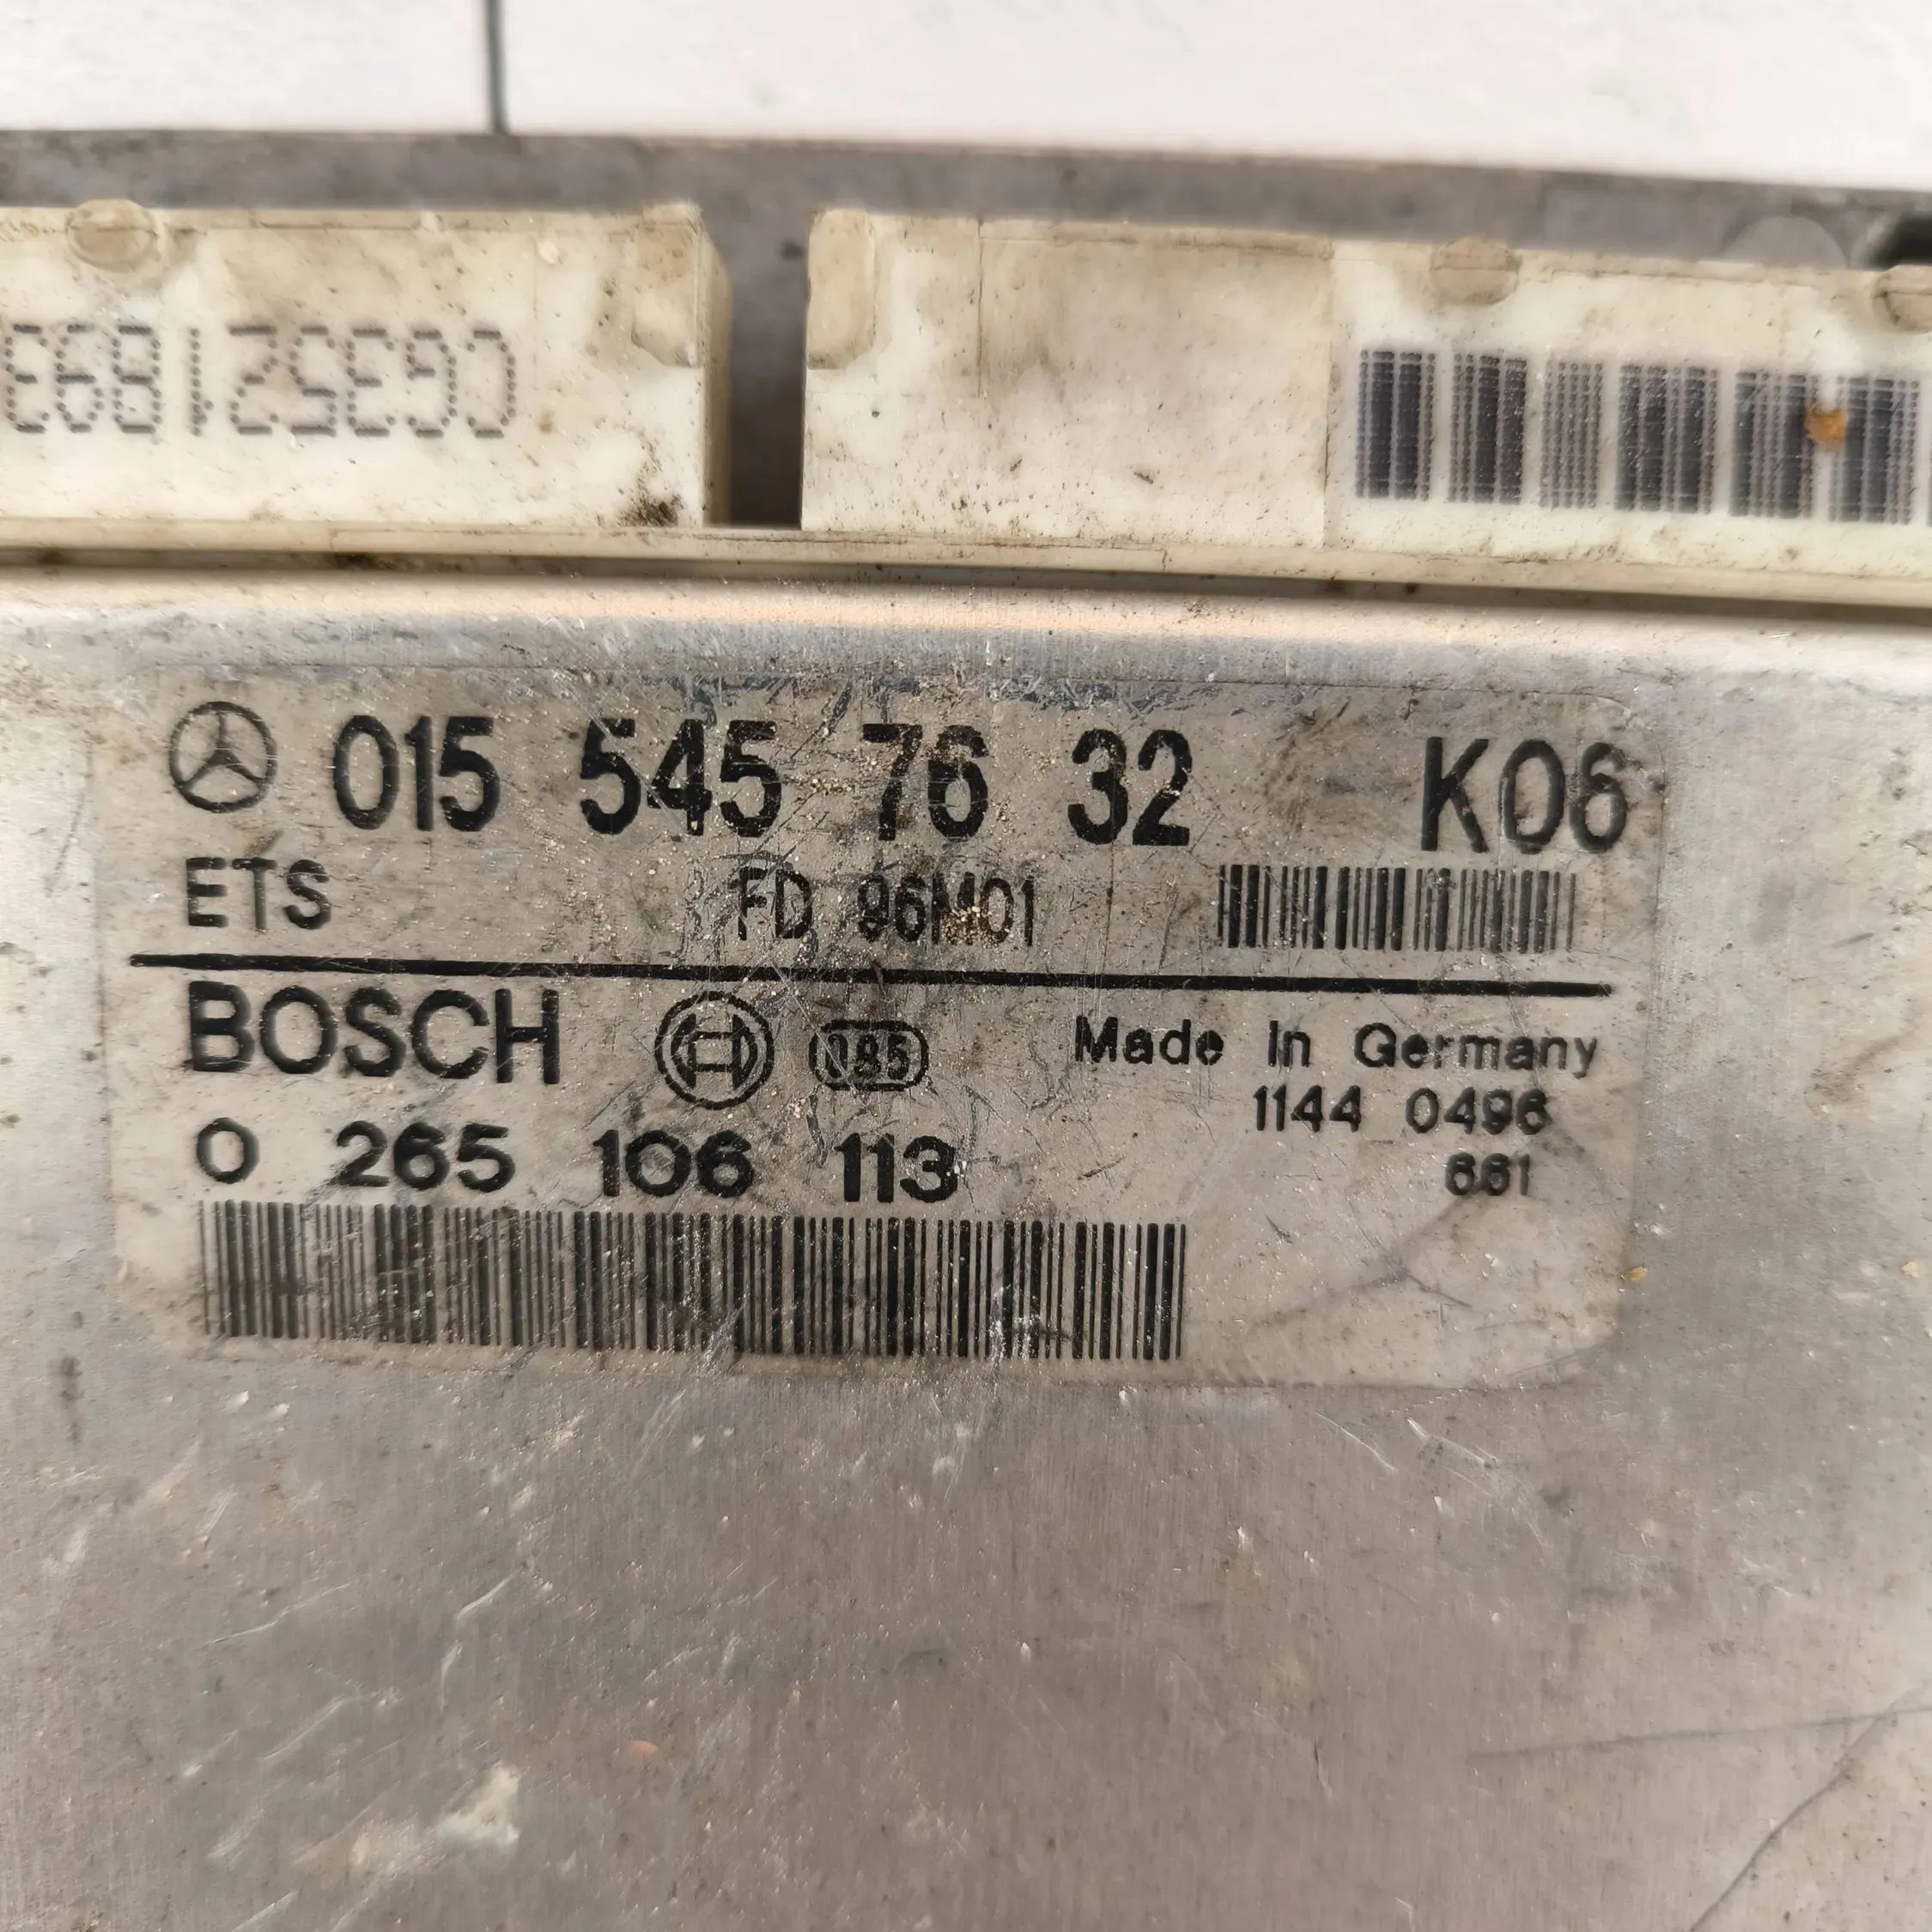 015 545 76 32 K06
ETS FD 96M01
BOSCH 085 Made in Germany
1144 0496
0 265 106 113
661